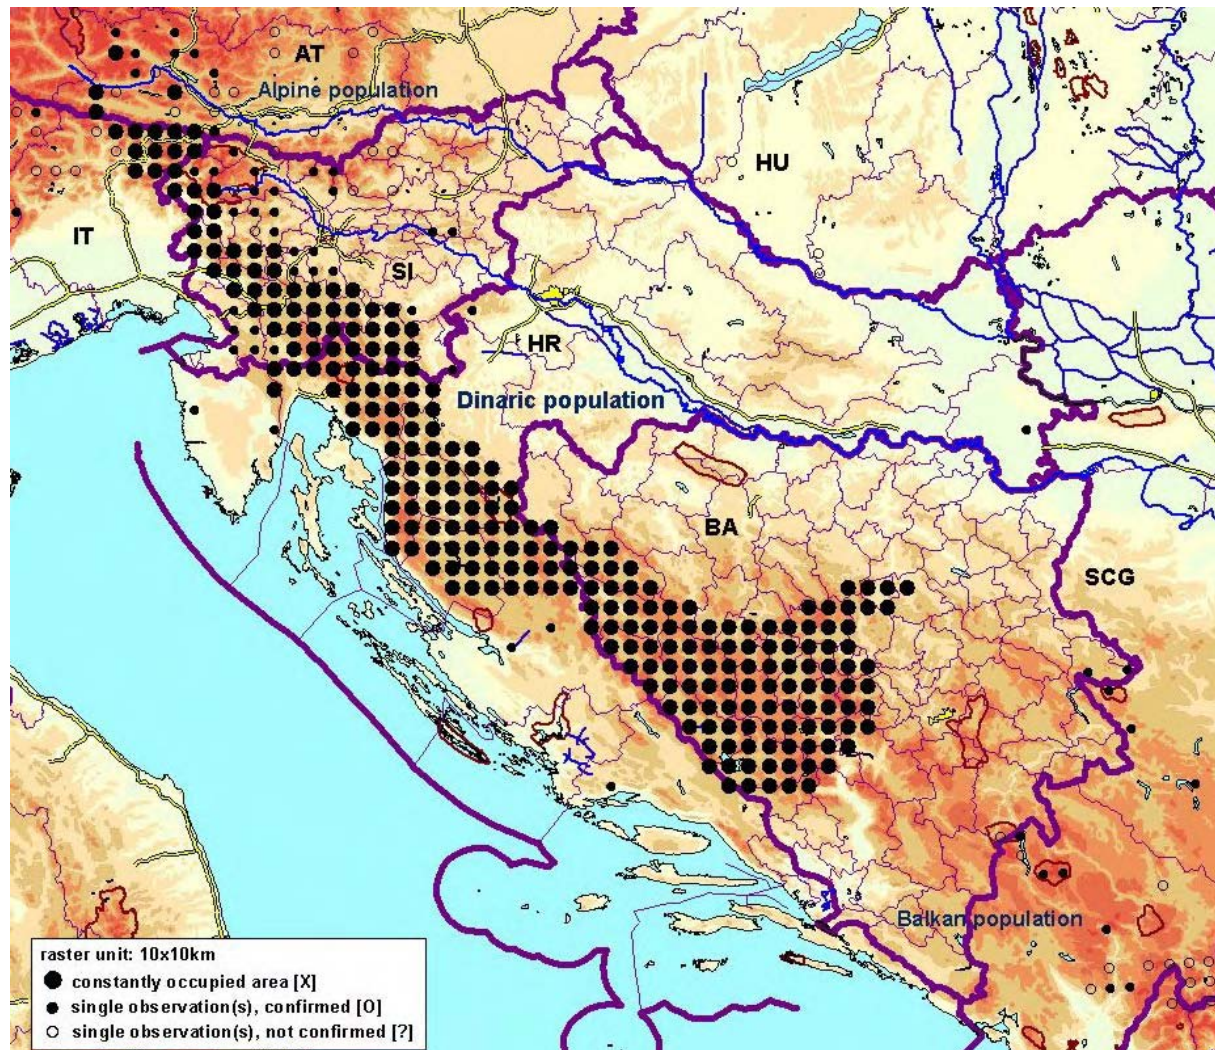 AT
Alpine population
HU
IT
SI
HR
Dinaric population
BA
SCG
Balkan population
raster unit: 10x10km
constantly occupied area [X]
single observation(s), confirmed [O]
single observation(s), not confirmed [?]